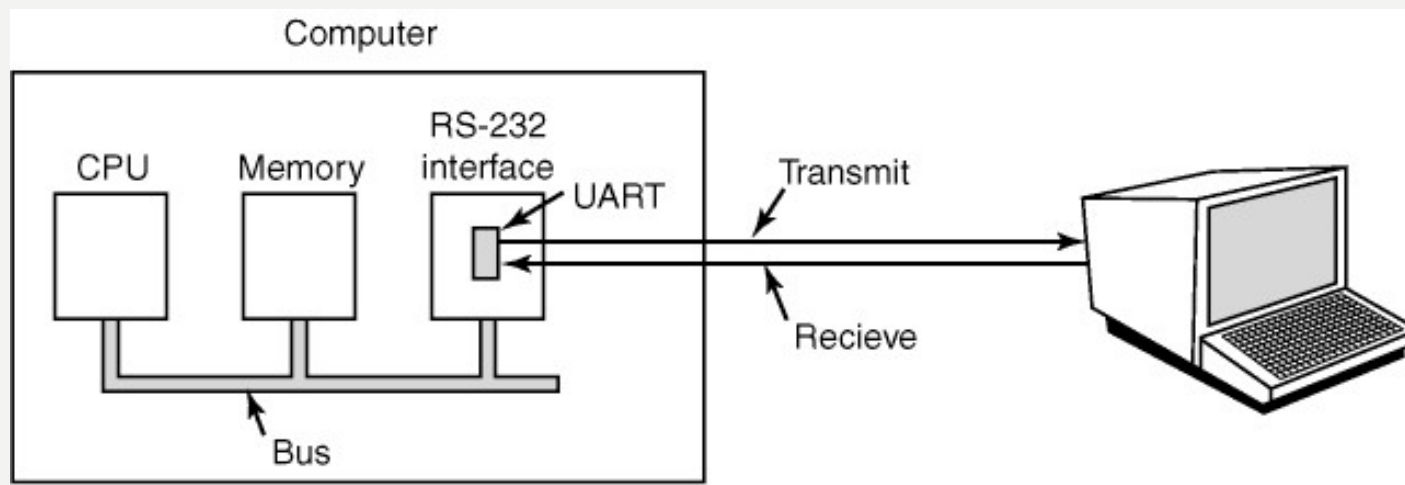 Computer
CPU
Memory
RS-232
interface
UART
Transmit
Recieve
Bus